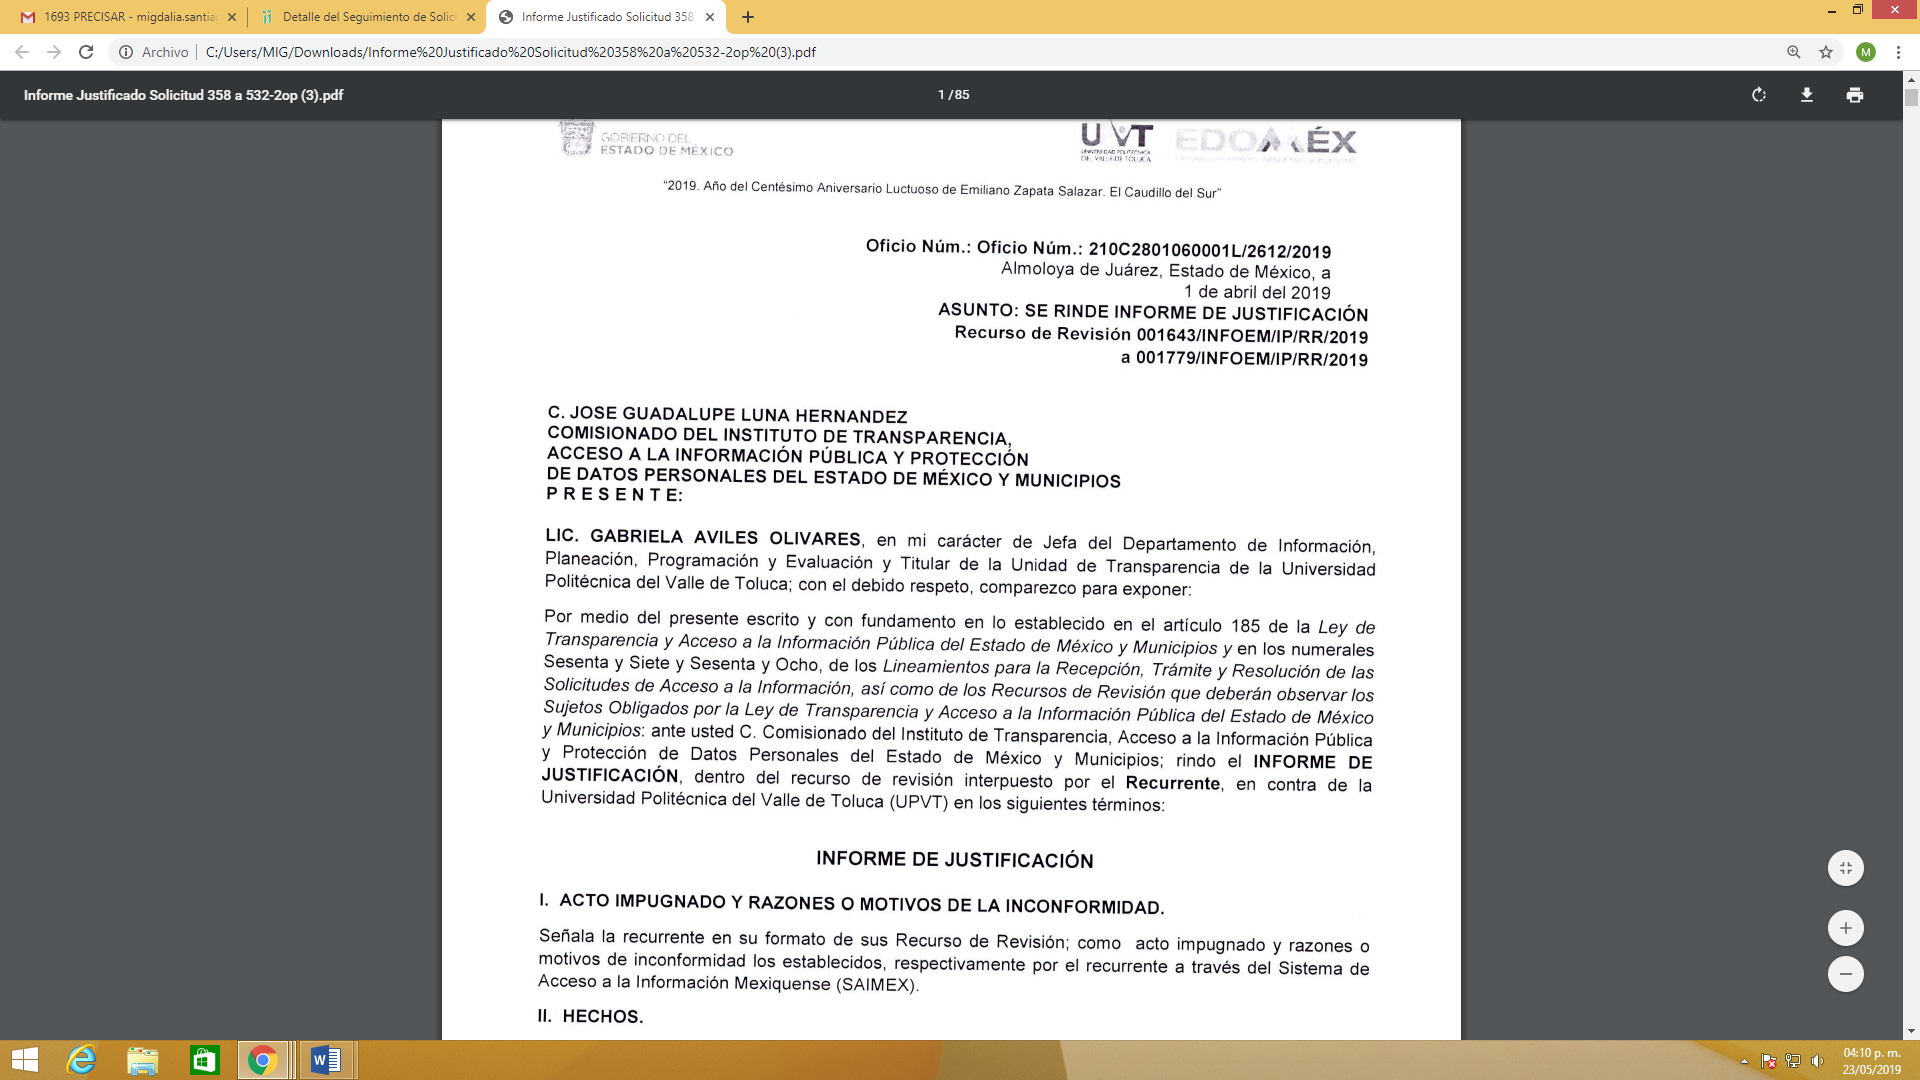 1693 PRECISAR - migdalia.santia
Detalle del Seguimiento de Solici
Informe Justificado Solicitud 358
Archivo
C:/Users/MIG/Downloads/Informe%20Justificado%20Solicitud%20358%20a%20532-2op%20(3).pdf
M
Informe Justificado Solicitud 358 a 532-2op (3).pdf
1 / 85
GOBIERNO DEL
ESTADO DE MÉXICO
UVT
UNIVERSIDAD POLITÉCNICA
DEL VALLE DE TOLUCA
EDOMÉX
“2019. Año del Centésimo Aniversario Luctuoso de Emiliano Zapata Salazar. El Caudillo del Sur”
Oficio Núm.: Oficio Núm.: 210C2801060001L/2612/2019
Almoloya de Juárez, Estado de México, a
1 de abril del 2019
ASUNTO: SE RINDE INFORME DE JUSTIFICACIÓN
Recurso de Revisión 001643/INFOEM/IP/RR/2019
a 001779/INFOEM/IP/RR/2019
C. JOSE GUADALUPE LUNA HERNANDEZ
COMISIONADO DEL INSTITUTO DE TRANSPARENCIA,
ACCESO A LA INFORMACIÓN PÚBLICA Y PROTECCIÓN
DE DATOS PERSONALES DEL ESTADO DE MÉXICO Y MUNICIPIOS
P R E S E N T E:
LIC. GABRIELA AVILES OLIVARES, en mi carácter de Jefa del Departamento de Información,
Planeación, Programación y Evaluación y Titular de la Unidad de Transparencia de la Universidad
Politécnica del Valle de Toluca; con el debido respeto, comparezco para exponer:
Por medio del presente escrito y con fundamento en lo establecido en el artículo 185 de la Ley de
Transparencia y Acceso a la Información Pública del Estado de México y Municipios y en los numerales
Sesenta y Siete y Sesenta y Ocho, de los Lineamientos para la Recepción, Trámite y Resolución de las
Solicitudes de Acceso a la Información, así como de los Recursos de Revisión que deberán observar los
Sujetos Obligados por la Ley de Transparencia y Acceso a la Información Pública del Estado de México
y Municipios: ante usted C. Comisionado del Instituto de Transparencia, Acceso a la Información Pública
y Protección de Datos Personales del Estado de México y Municipios; rindo el INFORME DE
JUSTIFICACIÓN, dentro del recurso de revisión interpuesto por el Recurrente, en contra de la
Universidad Politécnica del Valle de Toluca (UPVT) en los siguientes términos:
INFORME DE JUSTIFICACIÓN
I. ACTO IMPUGNADO Y RAZONES O MOTIVOS DE LA INCONFORMIDAD.
Señala la recurrente en su formato de sus Recurso de Revisión; como acto impugnado y razones o
motivos de inconformidad los establecidos, respectivamente por el recurrente a través del Sistema de
Acceso a la Información Mexiquense (SAIMEX).
II. HECHOS.
04:10 p. m.
23/05/2019